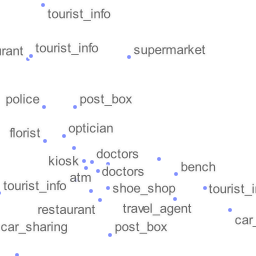 tourist_info
urant
tourist_info
supermarket
police
post_box
florist
optician
kiosk
doctors
atm
doctors
bench
tourist_info
shoe_shop
tourist_i
restaurant
travel_agent
car_sharing
post_box
car_